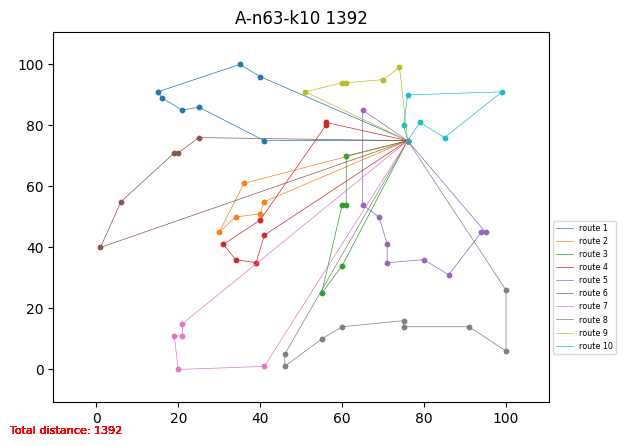 A-n63-k10 1392
100
80
60
40
20
0
0 20 40 60 80 100
route 1
route 2
route 3
route 4
route 5
route 6
route 7
route 8
route 9
route 10
Total distance: 1392